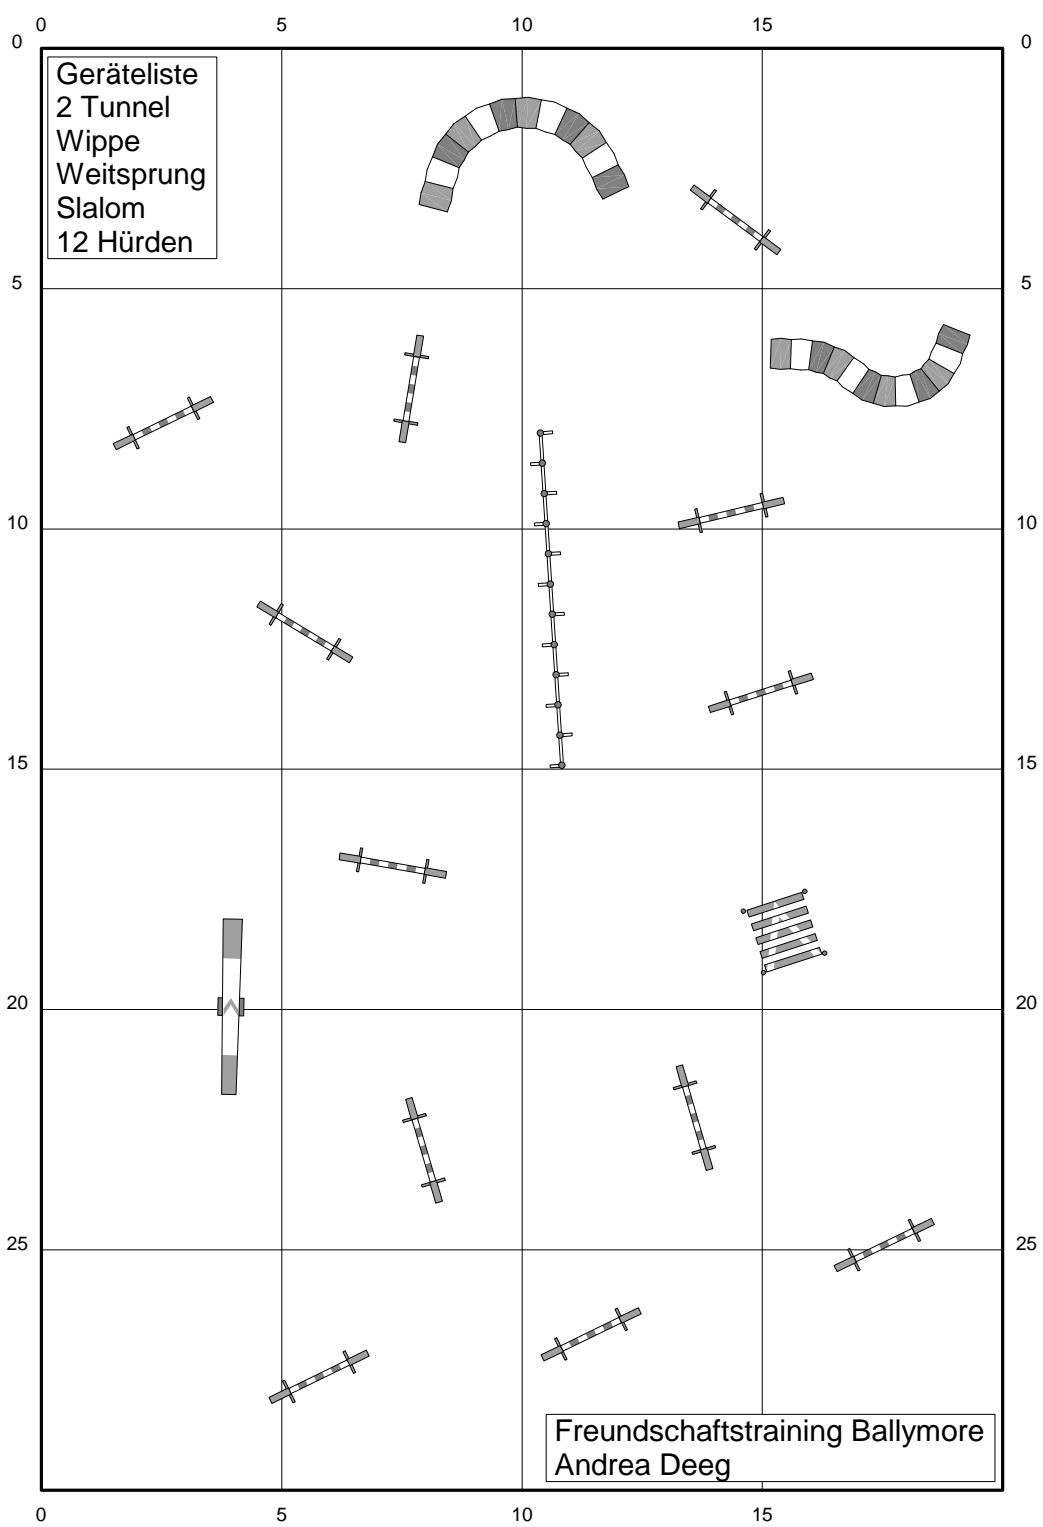 0 5 10 15
0 0
Geräteliste
2 Tunnel
Wippe
Weitsprung
Slalom
12 Hürden
5 5
10 10
15 15
20 20
25 25
Freundschaftstraining Ballymore
Andrea Deeg
0 5 10 15